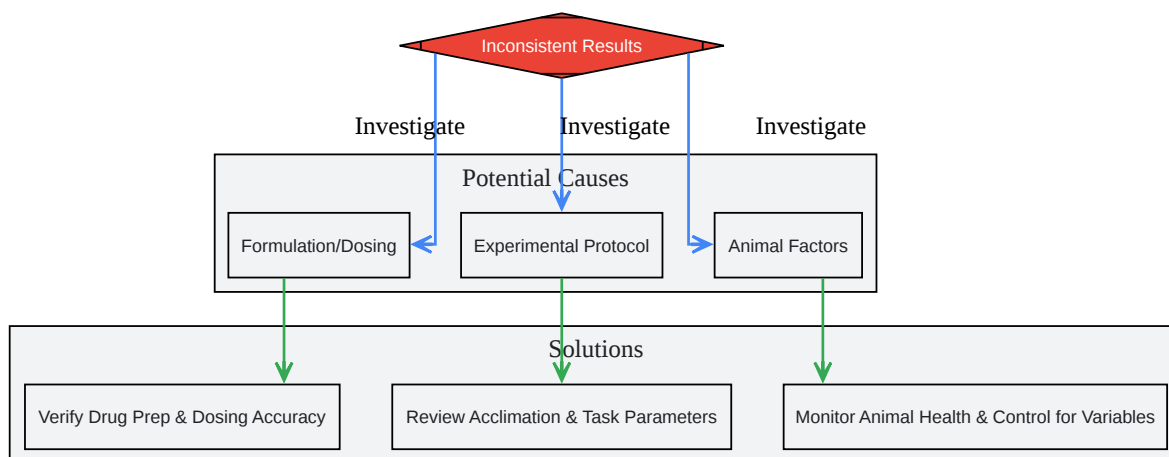 Inconsistent Results
Investigate
Investigate
Investigate
Potential Causes
Formulation/Dosing
Experimental Protocol
Animal Factors
Solutions
Verify Drug Prep & Dosing Accuracy
Review Acclimation & Task Parameters
Monitor Animal Health & Control for Variables